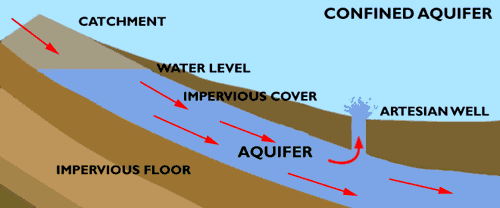 CONFINED AQUIFER
CATCHMENT
WATER LEVEL
IMPERVIOUS COVER
ARTESIAN WELL
AQUIFER
IMPERVIOUS FLOOR